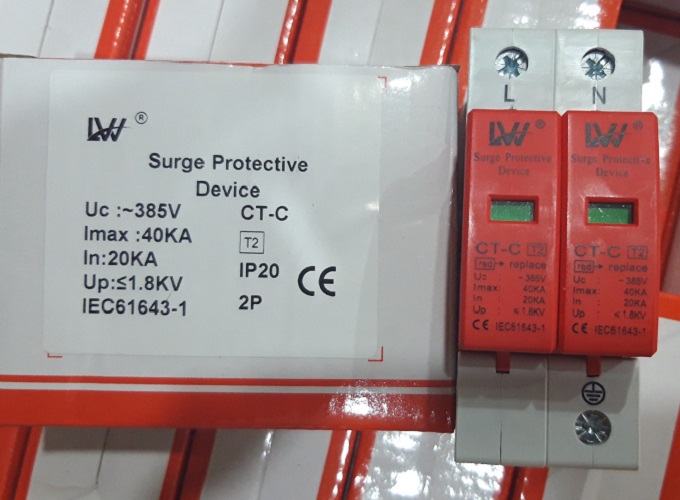 LW ®
Surge Protective
Device
Uc :~385V
CT-C
Imax :40KA
T2
In:20KA
IP20
Up:≤1.8KV
IEC61643-1
2P
CE
L
N
LW ®
Surge Protective
Device
CT-C T2
red → replace
Uc ~385V
Imax: 40KA
In : 20KA
Up : ≤1.8KV
CE IEC61643-1
LW ®
Surge Protective
Device
CT-C T2
red → replace
Uc ~385V
Imax: 40KA
In : 20KA
Up : ≤1.8KV
CE IEC61643-1